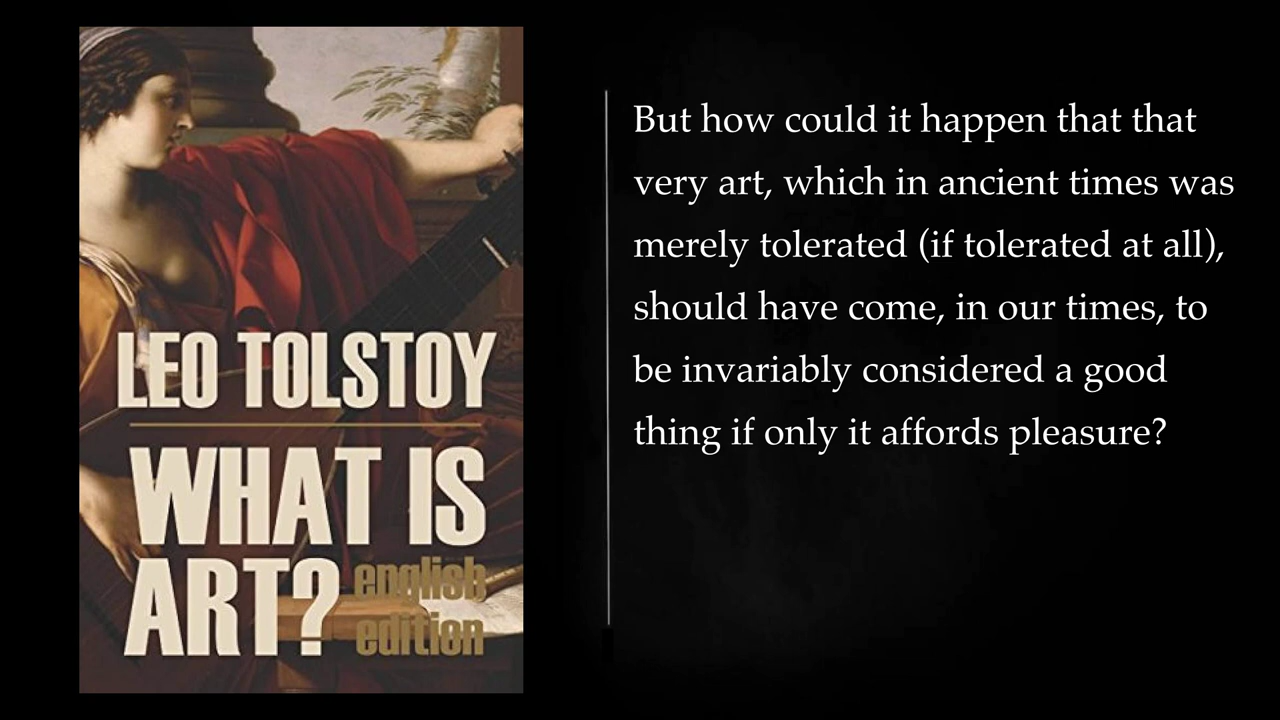 LEO TOLSTOY
WHAT IS
ART?
english
edition
But how could it happen that that
very art, which in ancient times was
merely tolerated (if tolerated at all),
should have come, in our times, to
be invariably considered a good
thing if only it affords pleasure?